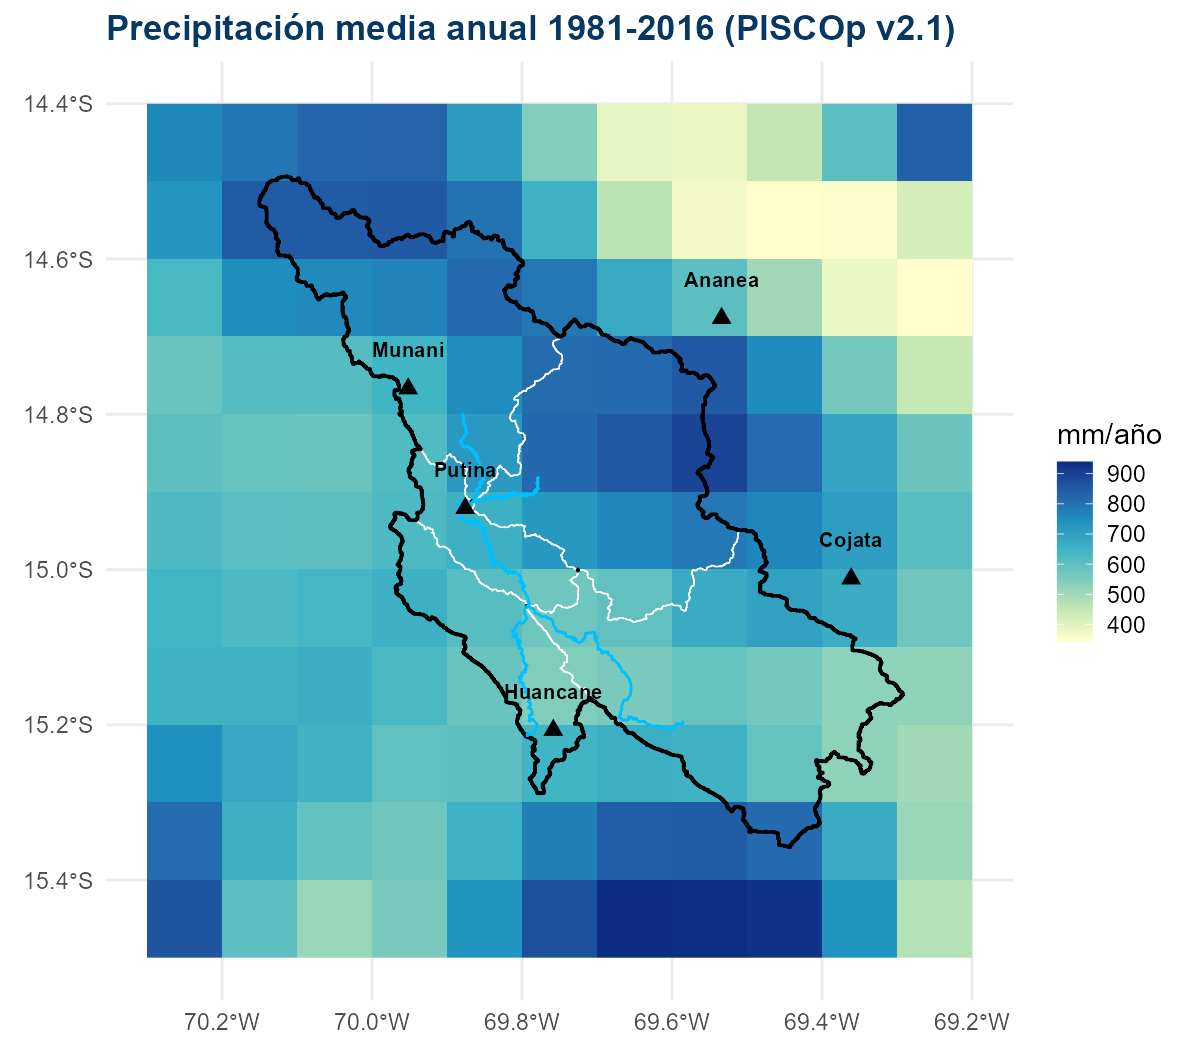 Precipitación media anual 1981-2016 (PISCOp v2.1)
14.4°S
14.6°S
14.8°S
15.0°S
15.2°S
15.4°S
Ananea
Munani
Putina
Cojata
Huancane
mm/año
900
800
700
600
500
400
70.2°W
70.0°W
69.8°W
69.6°W
69.4°W
69.2°W